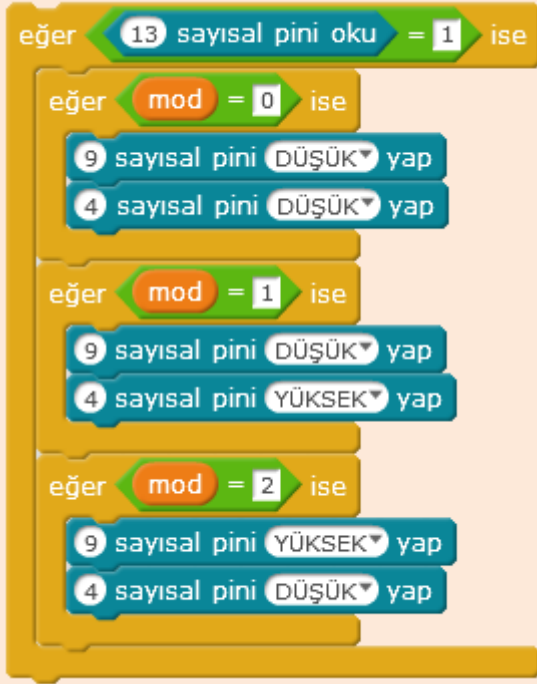 eğer 13 sayısal pini oku = 1 ise
eğer mod = 0 ise
9 sayısal pini DÜŞÜK yap
4 sayısal pini DÜŞÜK yap
eğer mod = 1 ise
9 sayısal pini DÜŞÜK yap
4 sayısal pini YÜKSEK yap
eğer mod = 2 ise
9 sayısal pini YÜKSEK yap
4 sayısal pini DÜŞÜK yap